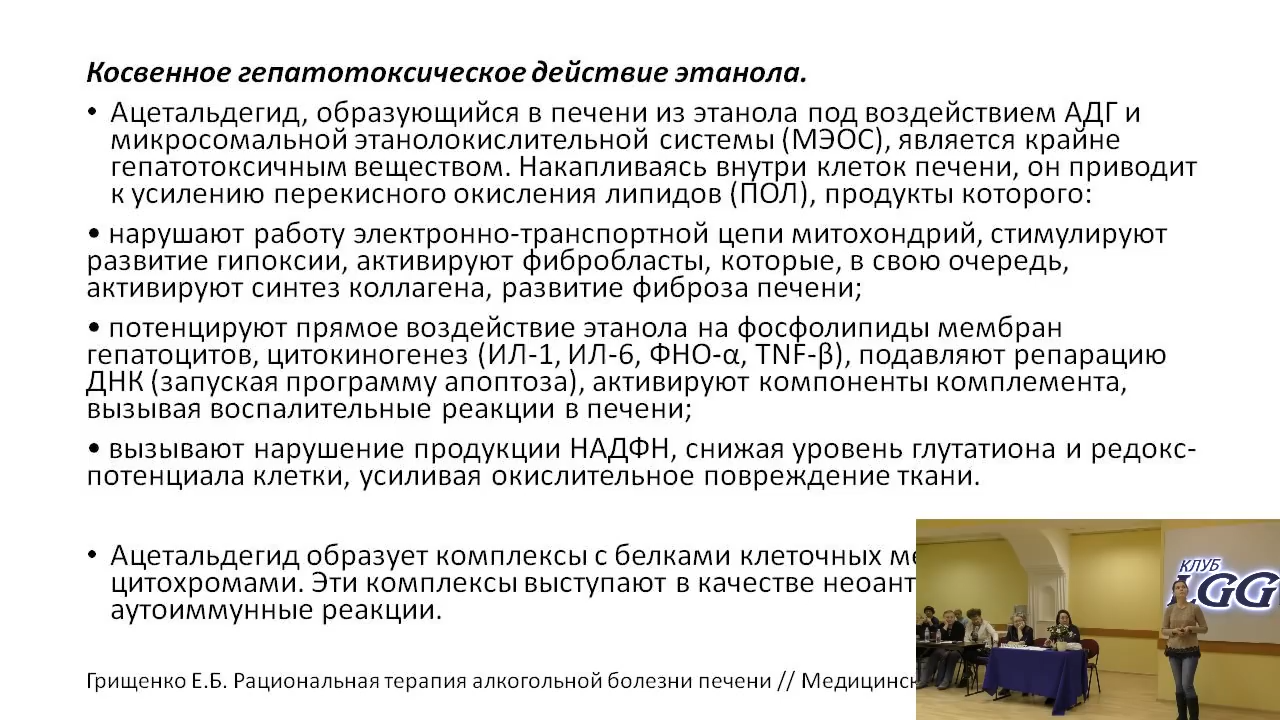 Косвенное гепатотоксическое действие этанола.
• Ацетальдегид, образующийся в печени из этанола под воздействием АДГ и
микросомальной этанолокислительной системы (МЭОС), является крайне
гепатотоксичным веществом. Накапливаясь внутри клеток печени, он приводит
к усилению перекисного окисления липидов (ПОЛ), продукты которого:
• нарушают работу электронно-транспортной цепи митохондрий, стимулируют
развитие гипоксии, активируют фибробласты, которые, в свою очередь,
активируют синтез коллагена, развитие фиброза печени;
• потенцируют прямое воздействие этанола на фосфолипиды мембран
гепатоцитов, цитокиногенез (ИЛ-1, ИЛ-6, ФНО-α, TNF-β), подавляют репарацию
ДНК (запуская программу апоптоза), активируют компоненты комплемента,
вызывая воспалительные реакции в печени;
• вызывают нарушение продукции НАДФН, снижая уровень глутатиона и редокс-
потенциала клетки, усиливая окислительное повреждение ткани.
• Ацетальдегид образует комплексы с белками клеточных
цитохромами. Эти комплексы выступают в качестве
аутоиммунные реакции.
Грищенко Е.Б. Рациональная терапия алкогольной болезни печени //
КЛУБ
LGG